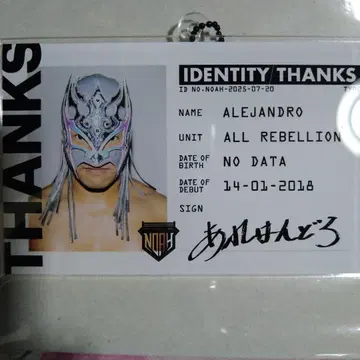 THANKS
IDENTITY/THANKS
ID NO.NOAH-2025-07-20
NAME ALEJANDRO
UNIT ALL REBELLION
DATE OF BIRTH NO DATA
DATE OF DEBUT 14-01-2018
SIGN あれはんどろ
NOAH